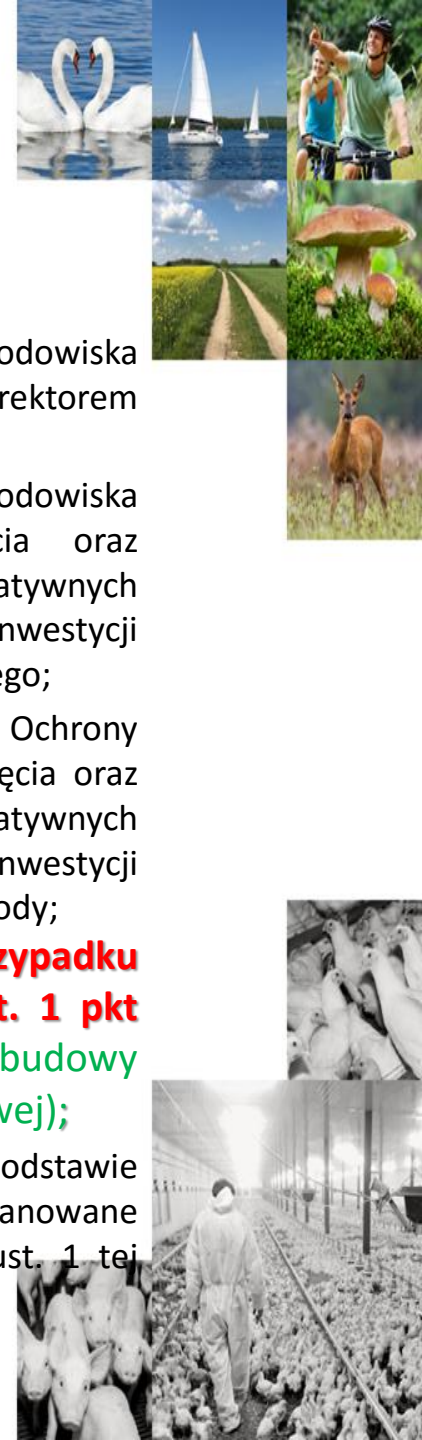 odowiska
rektorem
odowiska
cia oraz
atywnych
nwestycji
ego;
Ochrony
ęcia oraz
atywnych
nwestycji
ody;
zypadku
t. 1 pkt
budowy
wej);
odstawie
anowane
ust. 1 tej